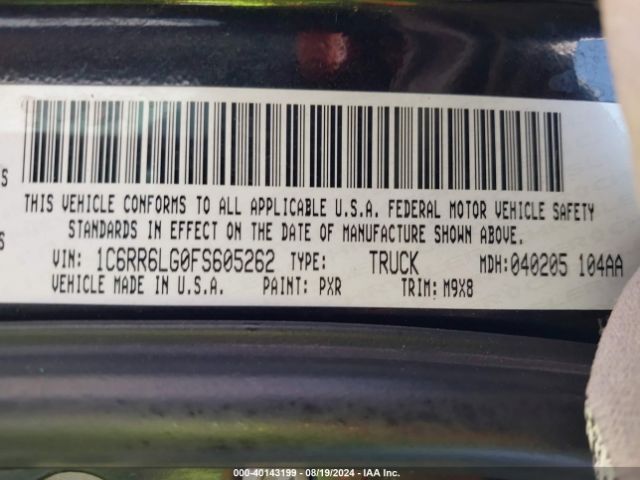 S
THIS VEHICLE CONFORMS TO ALL APPLICABLE U.S.A. FEDERAL MOTOR VEHICLE SAFETY
S
STANDARDS IN EFFECT ON THE DATE OF MANUFACTURE SHOWN ABOVE.
VIN: 1C6RR6LG0FS605262 TYPE: TRUCK MDH:040205 104AA
VEHICLE MADE IN U.S.A. PAINT: PXR TRIM: M9X8
000-40143199 - 08/19/2024 - IAA Inc.